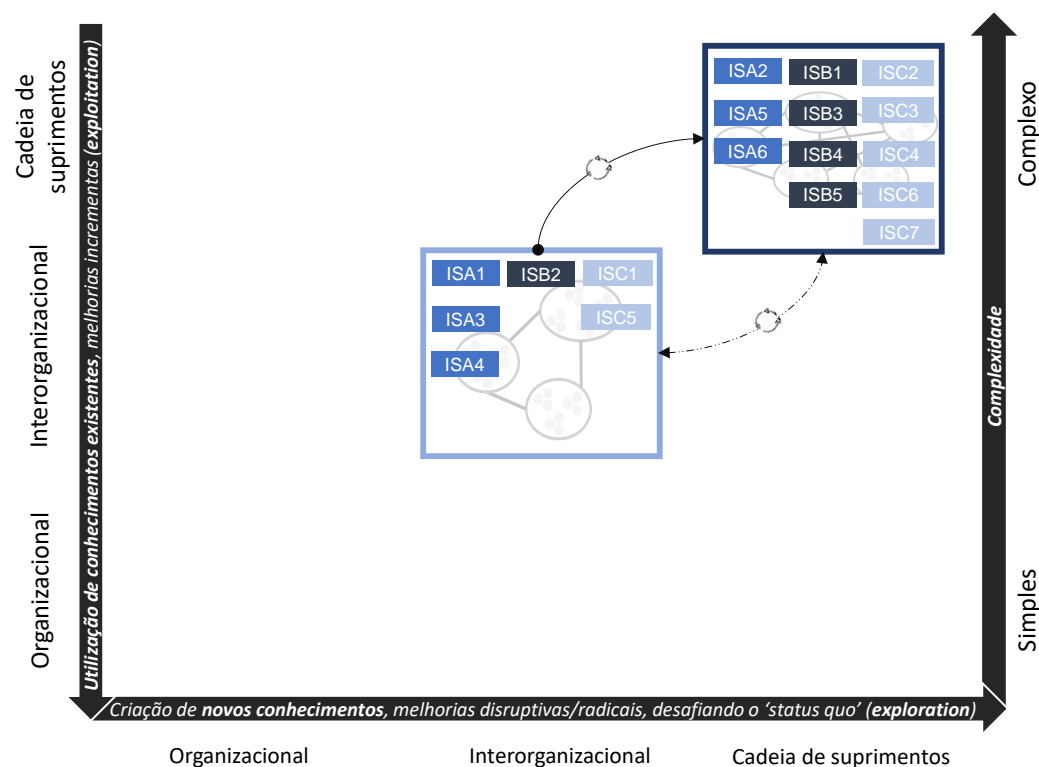 Cadeia de
suprimentos
Interorganizacional
Organizacional
Utilização de conhecimentos existentes, melhorias incrementas (exploitation)
ISA2 ISB1 ISC2
ISA5 ISB3 ISC3
ISA6 ISB4 ISC4
ISB5 ISC6
ISC7
ISA1 ISB2 ISC1
ISA3 ISC5
ISA4
Complexidade
Complexo
Simples
Criação de novos conhecimentos, melhorias disruptivas/radicais, desafiando o ‘status quo’ (exploration)
Organizacional Interorganizacional Cadeia de suprimentos